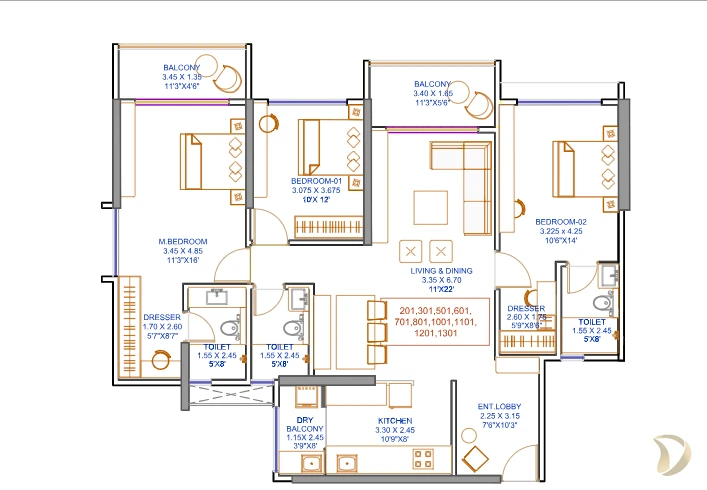 BALCONY
3.45 X 1.35
11'3"X4'6"
BALCONY
3.40 X 1.65
11'3"X5'6"
BEDROOM-01
3.075 X 3.675
10'X 12'
BEDROOM-02
3.225 x 4.25
10'6"X14'
M.BEDROOM
3.45 X 4.85
11'3"X16'
LIVING & DINING
3.35 X 6.70
11'X22'
201,301,501,601,
701,801,1001,1101,
1201,1301
DRESSER
1.70 X 2.60
5'7"X8'7"
TOILET
1.55 X 2.45
5'X8'
TOILET
1.55 X 2.45
5'X8'
DRESSER
2.60 X 1.75
5'9"X8'6"
TOILET
1.55 X 2.45
5'X8'
DRY
BALCONY
1.15X 2.45
3'9"X8'
KITCHEN
3.30 X 2.45
10'9"X8'
ENT.LOBBY
2.25 X 3.15
7'6"X10'3"